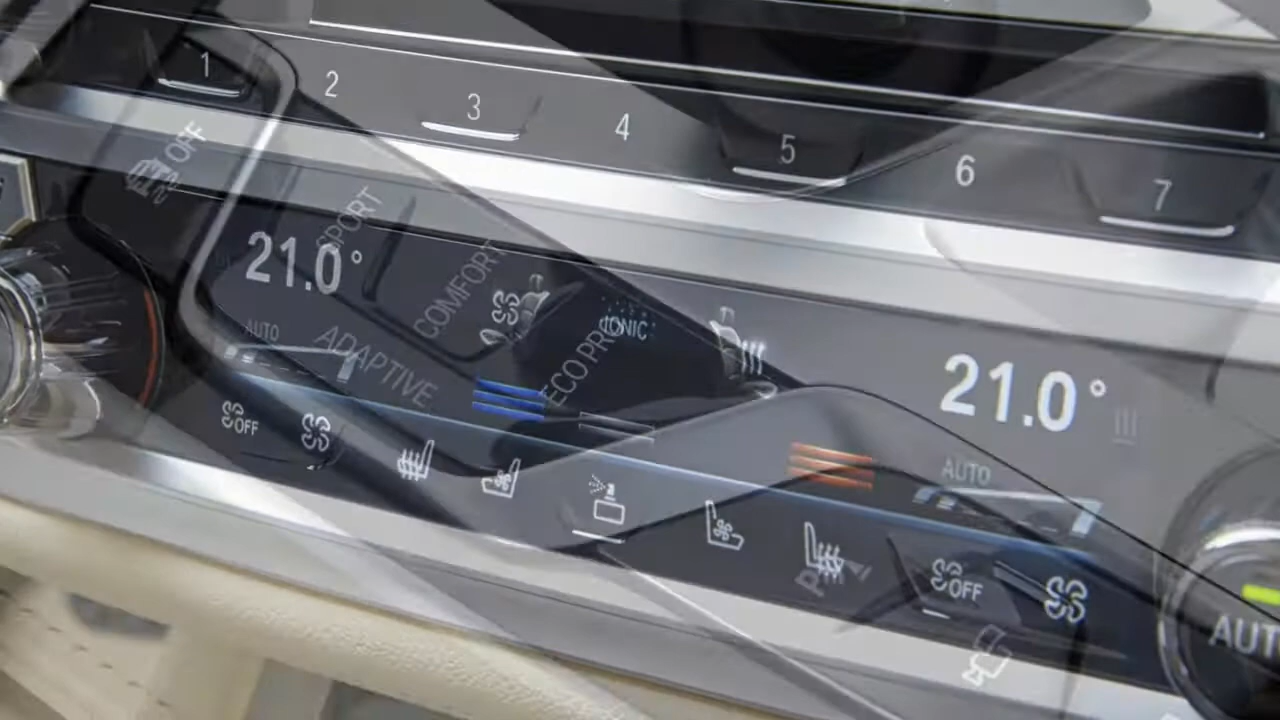 1 2 3 4 5 6 7
OFF
SPORT
21.0°
COMFORT
IONIC
AUTO
ADAPTIVE
ECO PRO
21.0°
AUTO
OFF
OFF
P
AUT